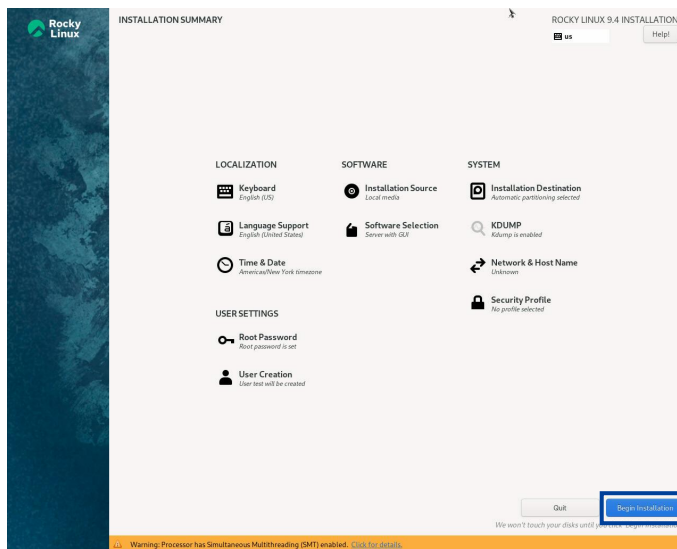 Rocky
Linux
INSTALLATION SUMMARY
ROCKY LINUX 9.4 INSTALLATION
us
Help!
LOCALIZATION
Keyboard
English (US)
Language Support
English (United States)
Time & Date
Americas/New York timezone
SOFTWARE
Installation Source
Local media
Software Selection
Server with GUI
SYSTEM
Installation Destination
Automatic partitioning selected
KDUMP
Kdump is enabled
Network & Host Name
Unknown
Security Profile
No profile selected
USER SETTINGS
Root Password
Root password is set
User Creation
User test will be created
Quit
Begin Installation
We won't touch your disks until you click 'Begin Installation
Warning: Processor has Simultaneous Multithreading (SMT) enabled. Click for details.